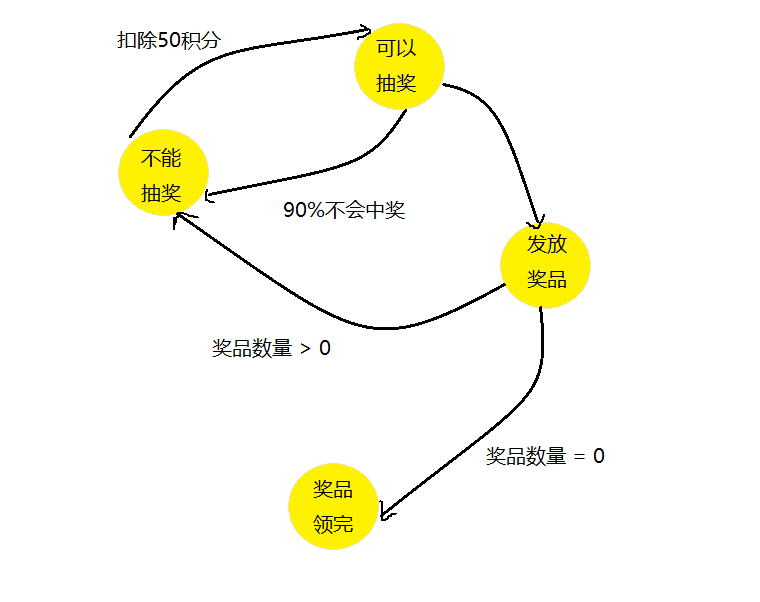 扣除50积分
可以
抽奖
不能
抽奖
90%不会中奖
发放
奖品
奖品数量 > 0
奖品数量 = 0
奖品
领完